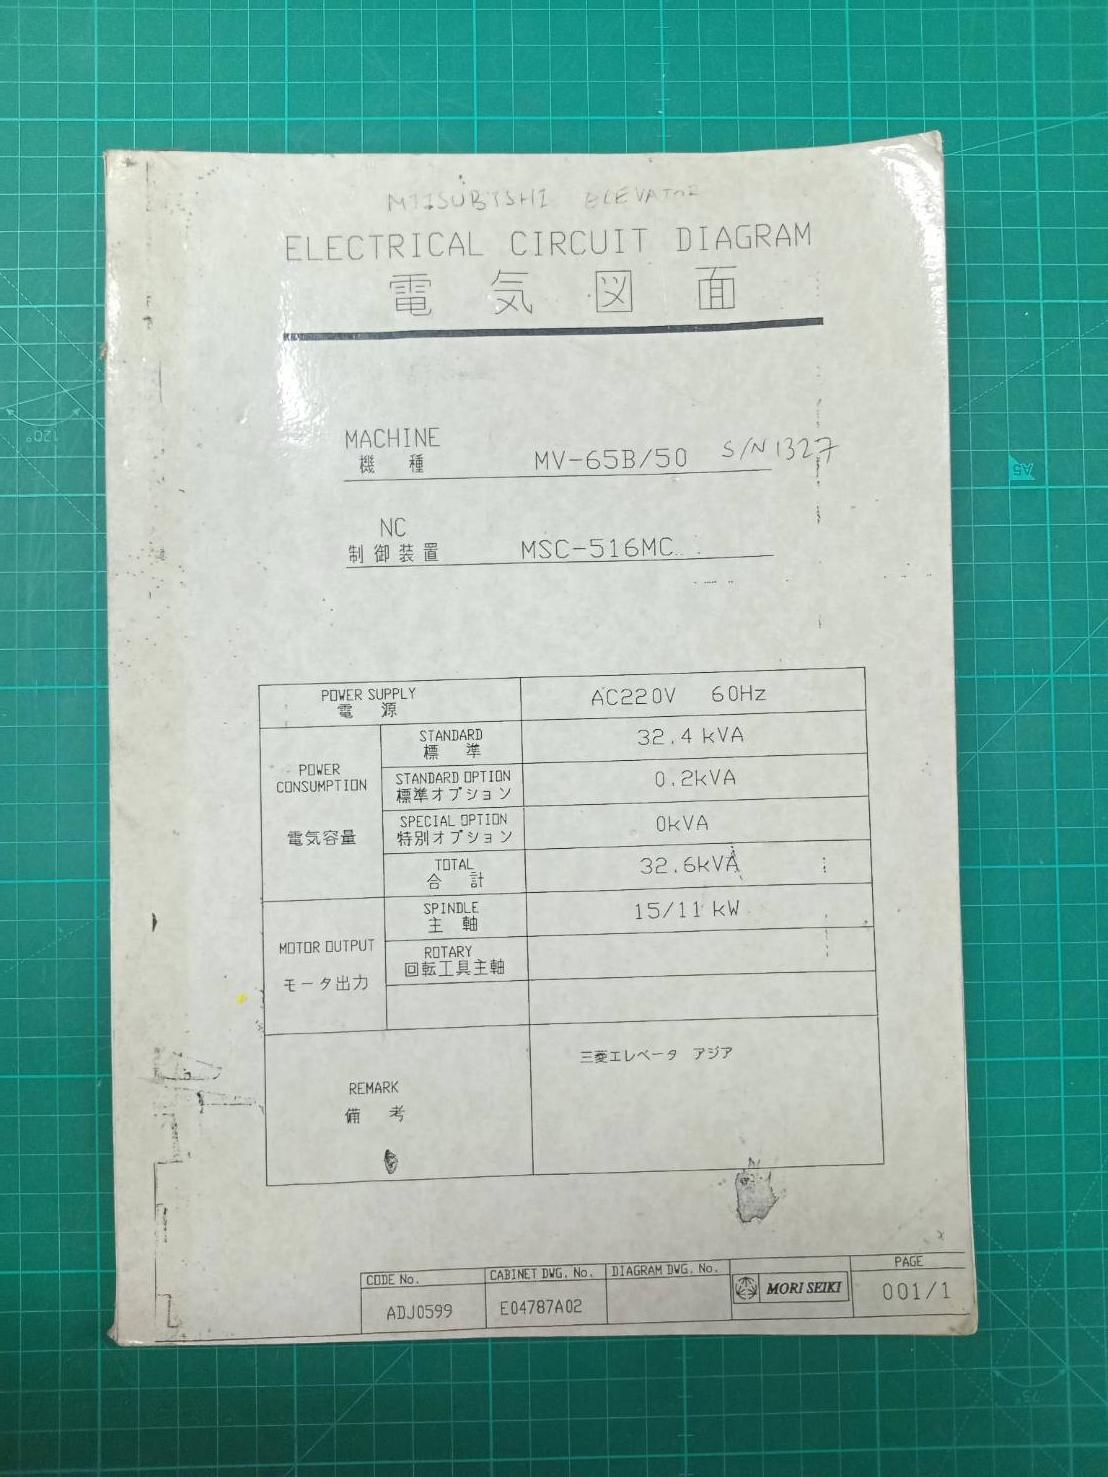 MITSUBISHI ELEVATOR
ELECTRICAL CIRCUIT DIAGRAM
電気図面
MACHINE
機種 MV-65B/50 S/N 1327
NC
制御装置 MSC-516MC
POWER SUPPLY
電源
AC220V 60Hz
POWER
CONSUMPTION
電気容量
STANDARD
標準
32.4 kVA
STANDARD OPTION
標準オプション
0.2kVA
SPECIAL OPTION
特別オプション
0kVA
TOTAL
合計
32.6kVA
MOTOR OUTPUT
モータ出力
SPINDLE
主軸
15/11 kW
ROTARY
回転工具主軸
REMARK
備考
三菱エレベータ アジア
CODE No.
ADJ0599
CABINET DWG. No.
E04787A02
DIAGRAM DWG. No.
MORI SEIKI
PAGE
001/1
120°
A5
75°